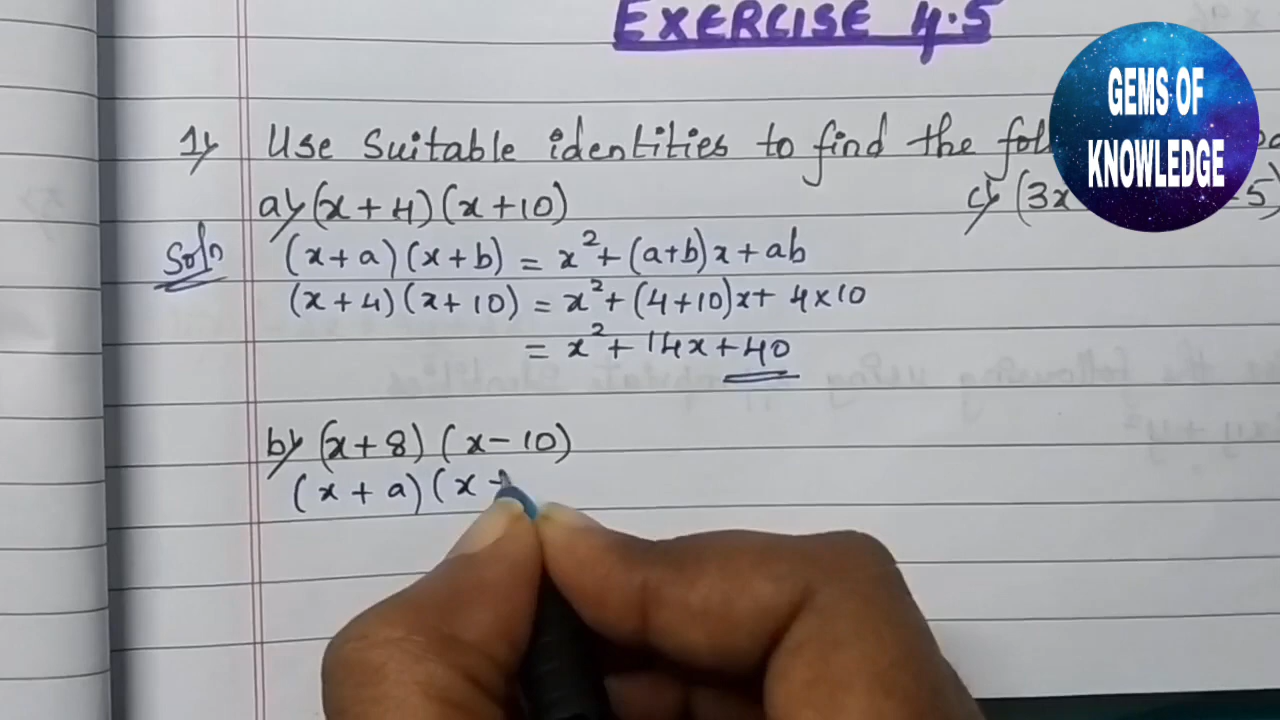 EXERCISE 4.5
GEMS OF
KNOWLEDGE
1) Use Suitable identities to find the
a) (x+4)(x+10) c) (3x 5)
Soln (x+a)(x+b) = x²+(a+b)x+ab
(x+4)(x+10) = x²+(4+10)x+ 4×10
= x²+14x+40
b) (x+8)(x-10)
(x+a)(x